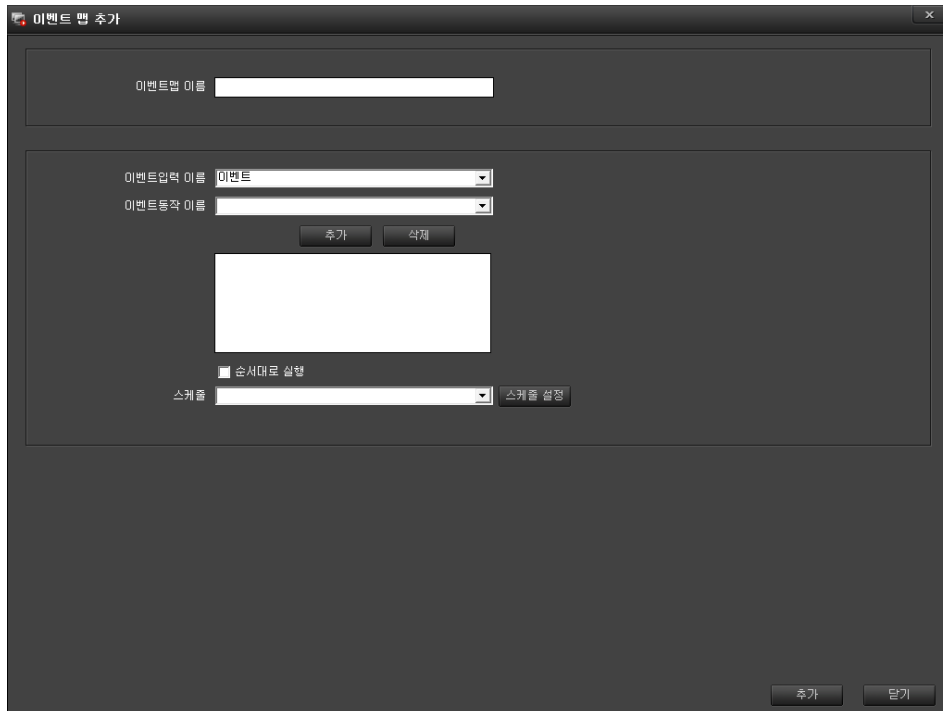 이벤트 맵 추가
이벤트맵 이름
이벤트입력 이름 이벤트
이벤트동작 이름
추가 삭제
순서대로 실행
스케줄 스케줄 설정
추가 닫기